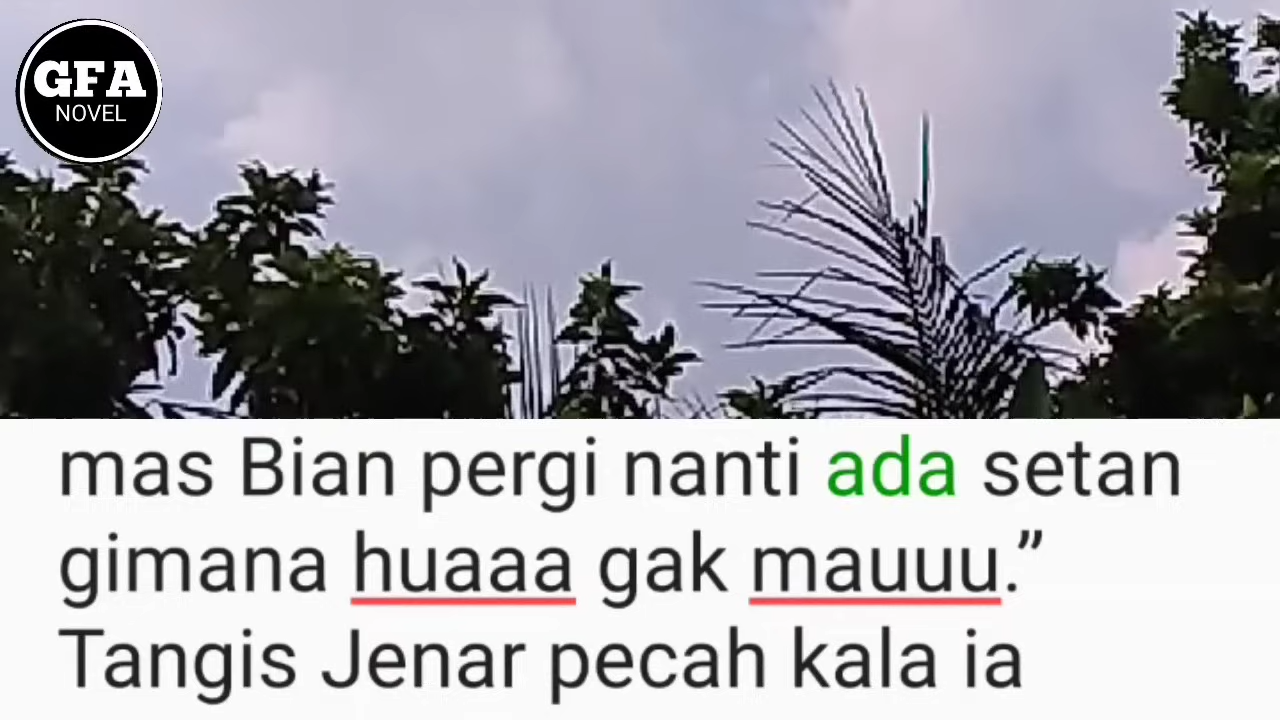 GFA
NOVEL
mas Bian pergi nanti ada setan
gimana huaaa gak mauuu.”
Tangis Jenar pecah kala ia